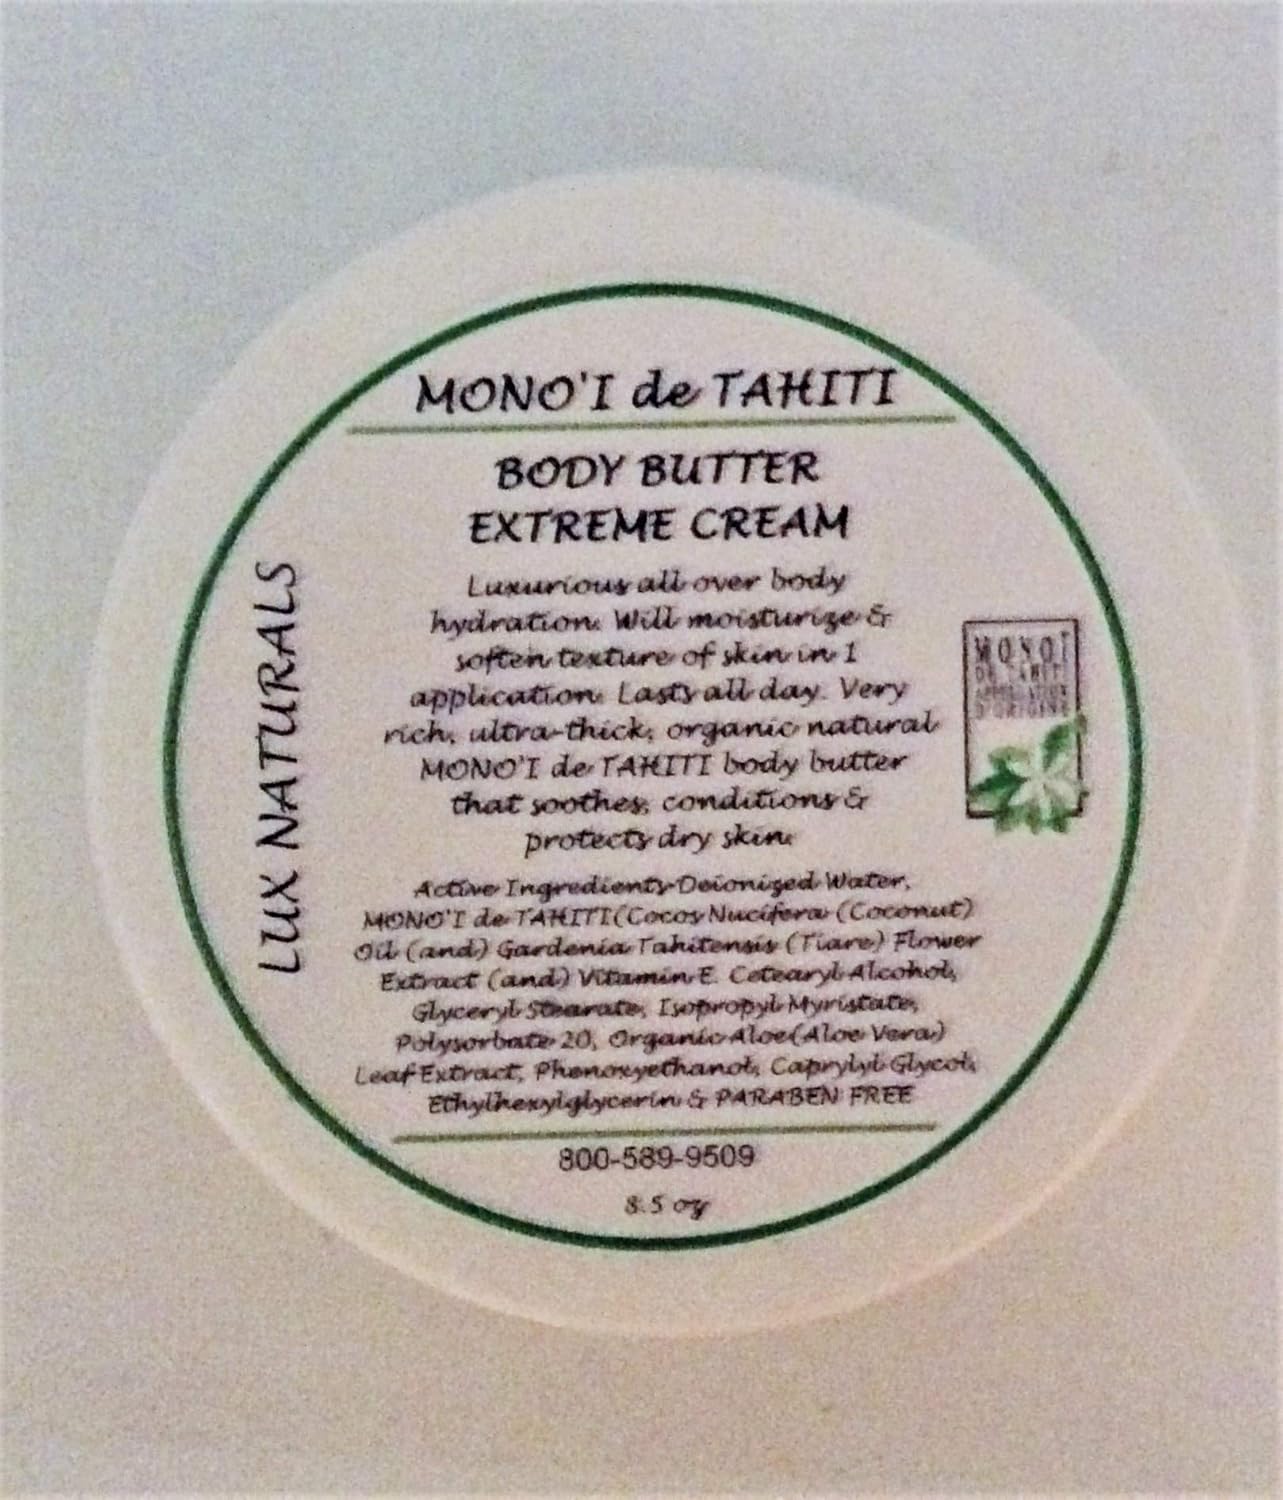 MONO'I de TAHITI
BODY BUTTER
EXTREME CREAM
Luxurious all over body
hydration. Will moisturize &
soften texture of skin in 1
application. Lasts all day. Very
rich, ultra-thick, organic natural
MONO'I de TAHITI body butter
that soothes, conditions &
protects dry skin.
Active Ingredients-Deionized Water,
MONO'I de TAHITI(Cocos Nucifera (Coconut)
Oil (and) Gardenia Tahitensis (Tiare) Flower
Extract (and) Vitamin E. Cetearyl Alcohol,
Glyceryl Stearate, Isopropyl Myristate,
Polysorbate 20, Organic Aloe(Aloe Vera)
Leaf Extract, Phenoxyethanol, Caprylyl Glycol,
Ethylhexylglycerin & PARABEN FREE
800-589-9509
8.5 oz
LUX NATURALS
MONOI
DE TAHITI
APPELLATION
D'ORIGINE